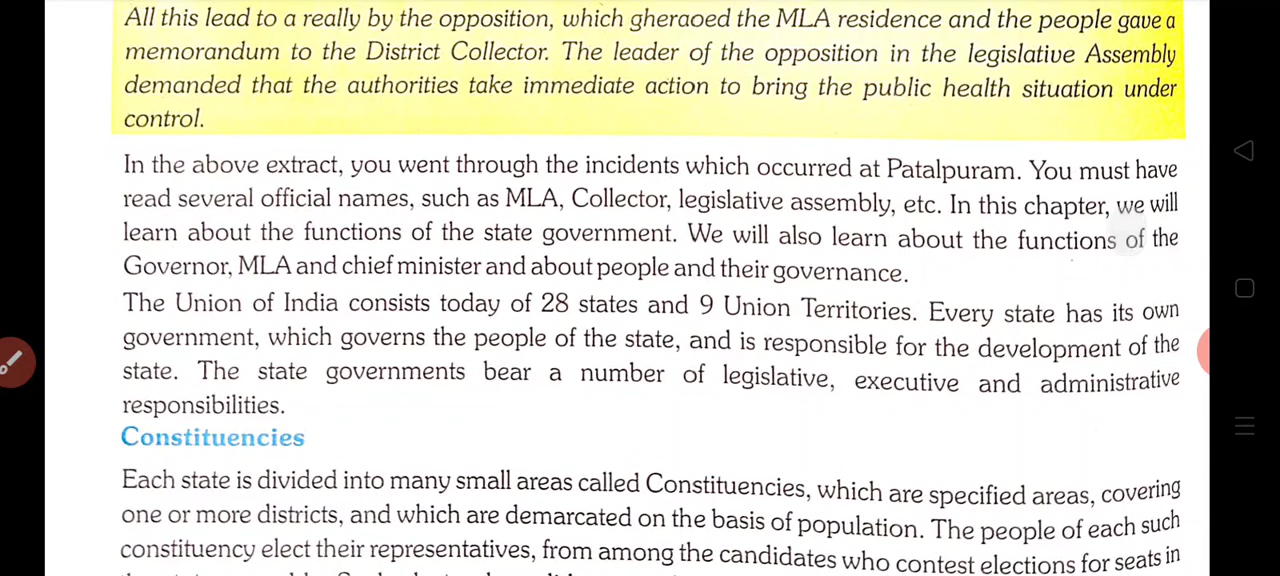 All this lead to a really by the opposition, which gheraoed the MLA residence and the people gave a
memorandum to the District Collector. The leader of the opposition in the legislative Assembly
demanded that the authorities take immediate action to bring the public health situation under
control.
In the above extract, you went through the incidents which occurred at Patalpuram. You must have
read several official names, such as MLA, Collector, legislative assembly, etc. In this chapter, we will
learn about the functions of the state government. We will also learn about the functions of the
Governor, MLA and chief minister and about people and their governance.
The Union of India consists today of 28 states and 9 Union Territories. Every state has its own
government, which governs the people of the state, and is responsible for the development of the
state. The state governments bear a number of legislative, executive and administrative
responsibilities.
Constituencies
Each state is divided into many small areas called Constituencies, which are specified areas, covering
one or more districts, and which are demarcated on the basis of population. The people of each such
constituency elect their representatives, from among the candidates who contest elections for seats in